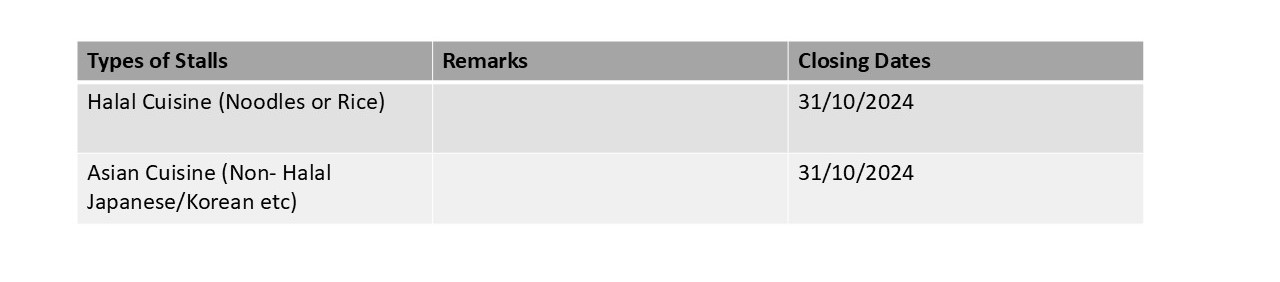 Types of Stalls Remarks Closing Dates
Halal Cuisine (Noodles or Rice) 31/10/2024
Asian Cuisine (Non- Halal 31/10/2024
Japanese/Korean etc)